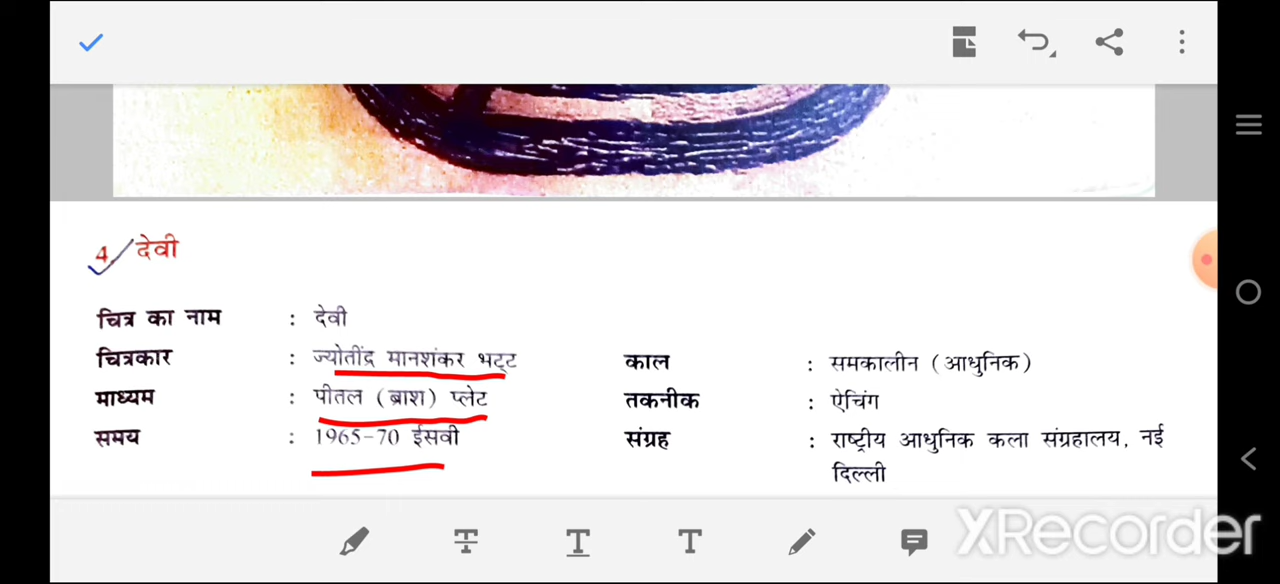 4. देवी
चित्र का नाम : देवी
चित्रकार : ज्योतींद्र मानशंकर भट्ट काल : समकालीन (आधुनिक)
माध्यम : पीतल (ब्राश) प्लेट तकनीक : ऐचिंग
समय : 1965-70 ईसवी संग्रह : राष्ट्रीय आधुनिक कला संग्रहालय, नई
दिल्ली
T T T
XRecorder